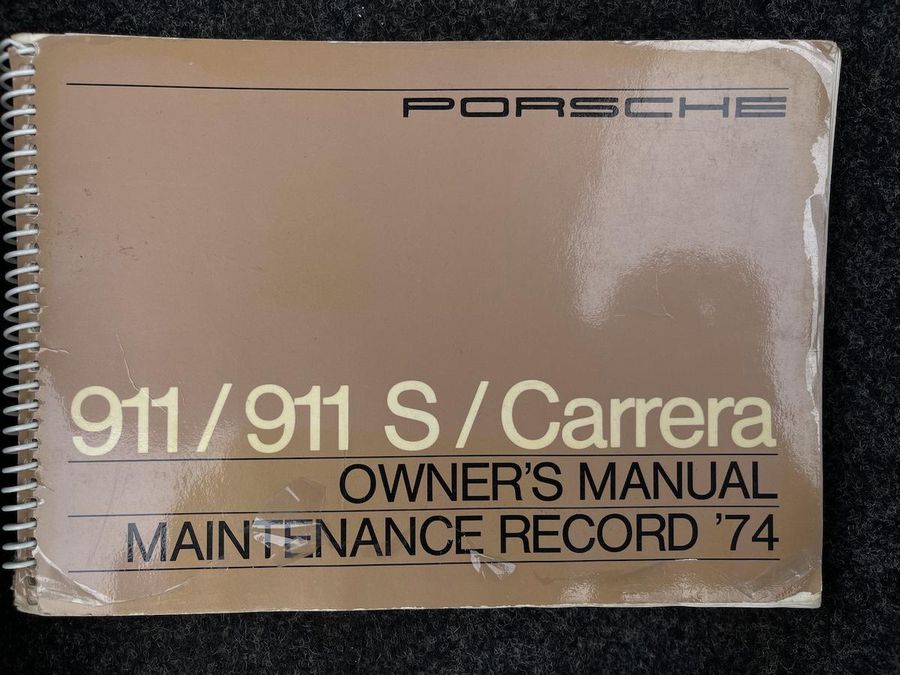 PORSCHE
911 / 911 S / Carrera
OWNER'S MANUAL
MAINTENANCE RECORD '74